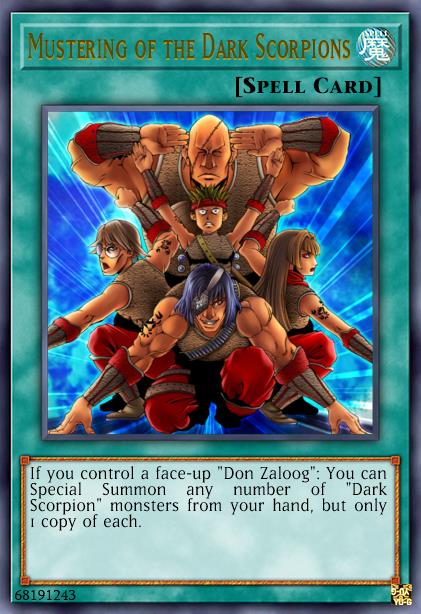 Mustering of the Dark Scorpions
SPELL
魔
[Spell Card]
If you control a face-up "Don Zaloog": You can
Special Summon any number of "Dark
Scorpion" monsters from your hand, but only
1 copy of each.
68191243